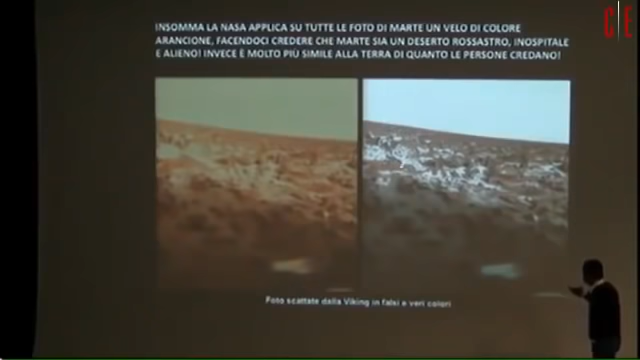 INSOMMA LA NASA APPLICA SU TUTTE LE FOTO DI MARTE UN VELO DI COLORE
ARANCIONE, FACENDOCI CREDERE CHE MARTE SIA UN DESERTO ROSSASTRO, INOSPITALE
E ALIENO! INVECE È MOLTO PIÙ SIMILE ALLA TERRA DI QUANTO LE PERSONE CREDANO!
Foto scattate dalla Viking in falsi e veri colori
C E